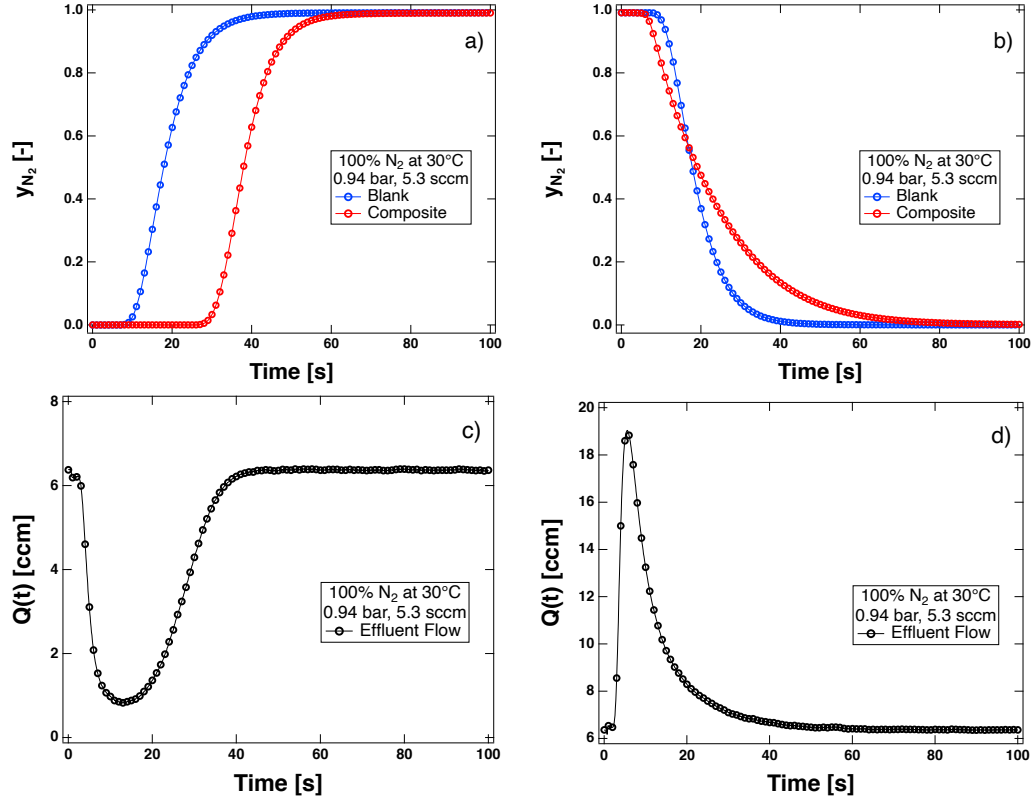 a)
1.0
0.8
0.6
0.4
0.2
0.0
y_N₂ [-]
100% N₂ at 30°C
0.94 bar, 5.3 sccm
Blank
Composite
0 20 40 60 80 100
Time [s]
b)
1.0
0.8
0.6
0.4
0.2
0.0
y_N₂ [-]
100% N₂ at 30°C
0.94 bar, 5.3 sccm
Blank
Composite
0 20 40 60 80 100
Time [s]
c)
8
6
4
2
0
Q(t) [ccm]
100% N₂ at 30°C
0.94 bar, 5.3 sccm
Effluent Flow
0 20 40 60 80 100
Time [s]
d)
20
18
16
14
12
10
8
6
Q(t) [ccm]
100% N₂ at 30°C
0.94 bar, 5.3 sccm
Effluent Flow
0 20 40 60 80 100
Time [s]